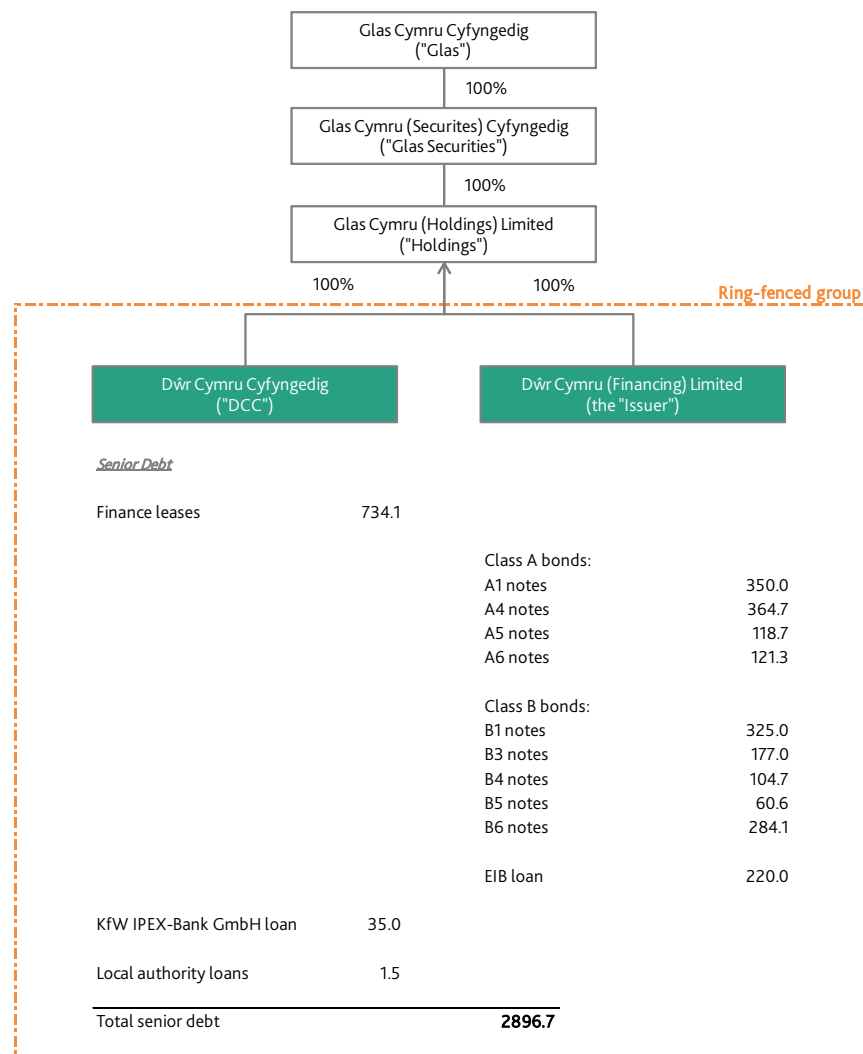 Glas Cymru Cyfyngedig
("Glas")
100%
Glas Cymru (Securites) Cyfyngedig
("Glas Securities")
100%
Glas Cymru (Holdings) Limited
("Holdings")
100% 100%
Ring-fenced group
Dŵr Cymru Cyfyngedig
("DCC")
Dŵr Cymru (Financing) Limited
(the "Issuer")
Senior Debt
Finance leases 734.1
Class A bonds:
A1 notes 350.0
A4 notes 364.7
A5 notes 118.7
A6 notes 121.3
Class B bonds:
B1 notes 325.0
B3 notes 177.0
B4 notes 104.7
B5 notes 60.6
B6 notes 284.1
EIB loan 220.0
KfW IPEX-Bank GmbH loan 35.0
Local authority loans 1.5
Total senior debt 2896.7